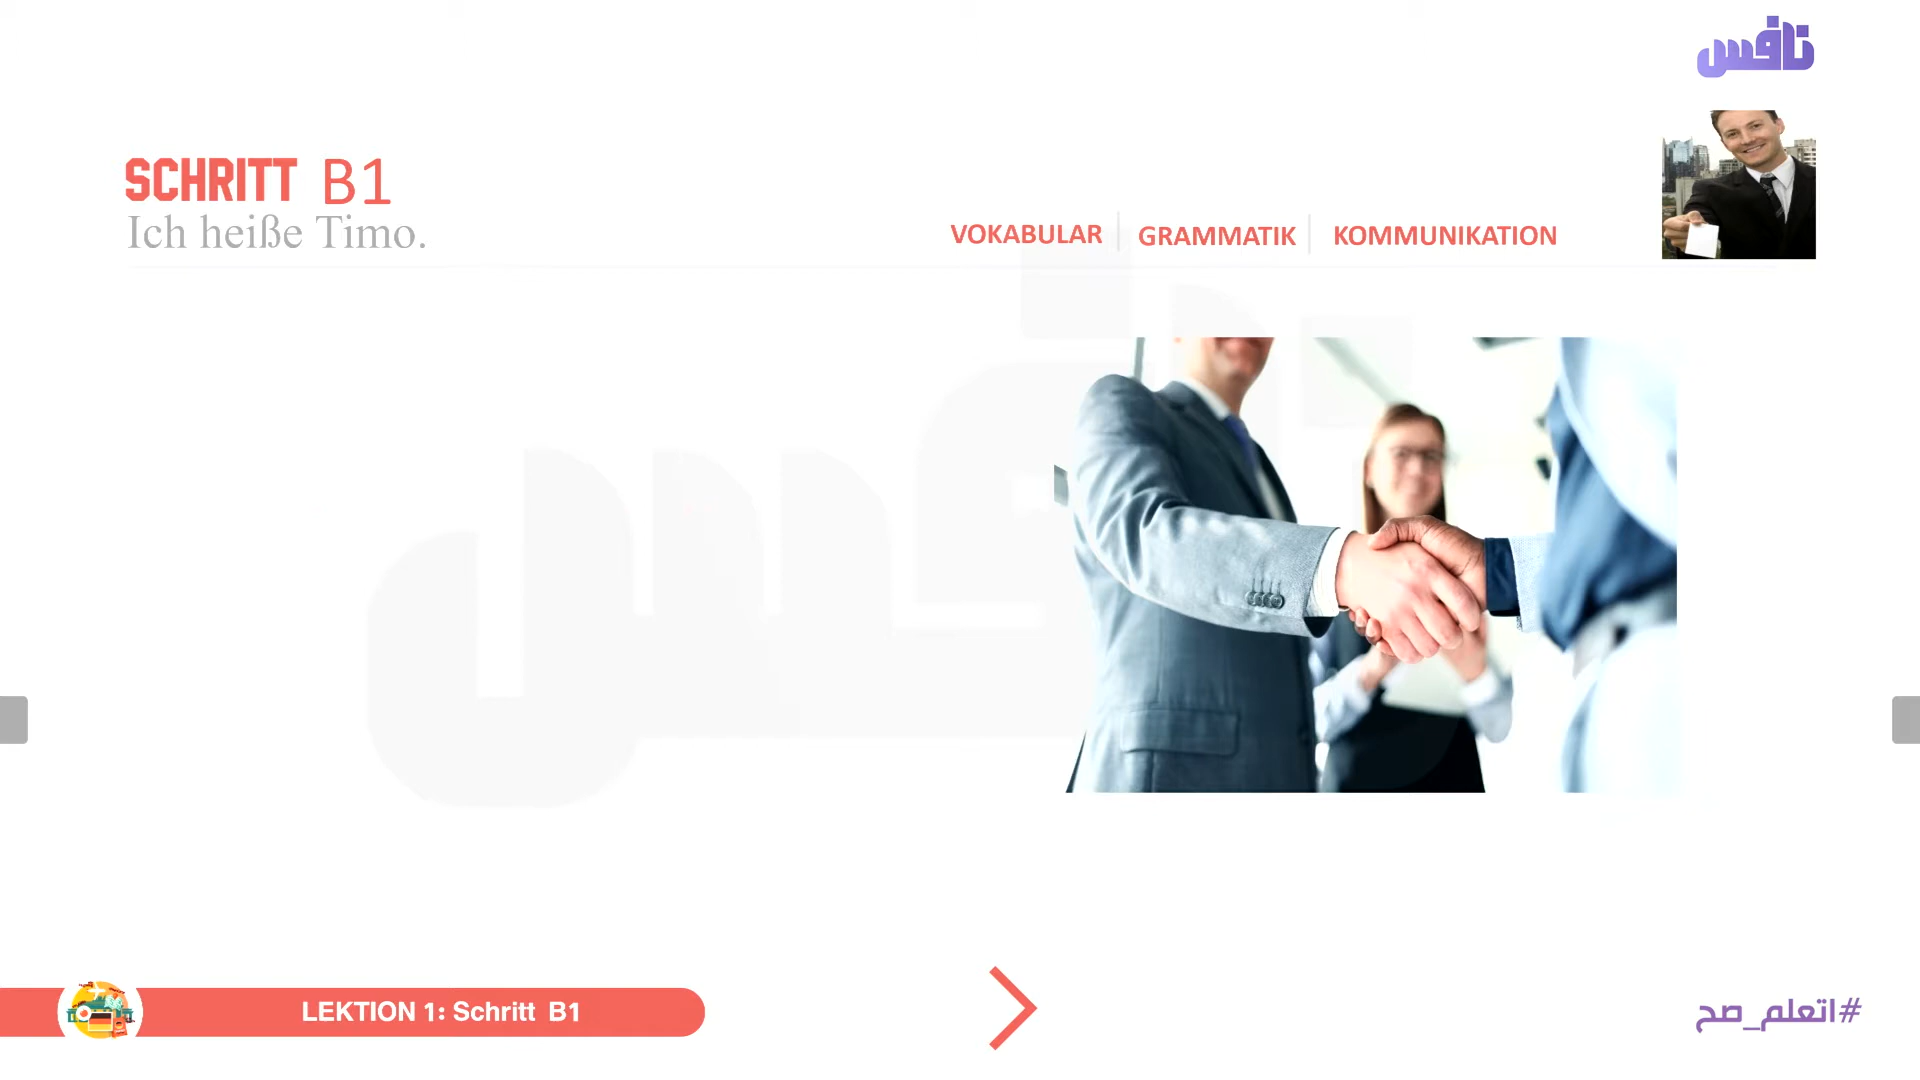 نافس
SCHRITT B1
Ich heiße Timo.
VOKABULAR
GRAMMATIK
KOMMUNIKATION
LEKTION 1: Schritt B1
#اتعلم_صح